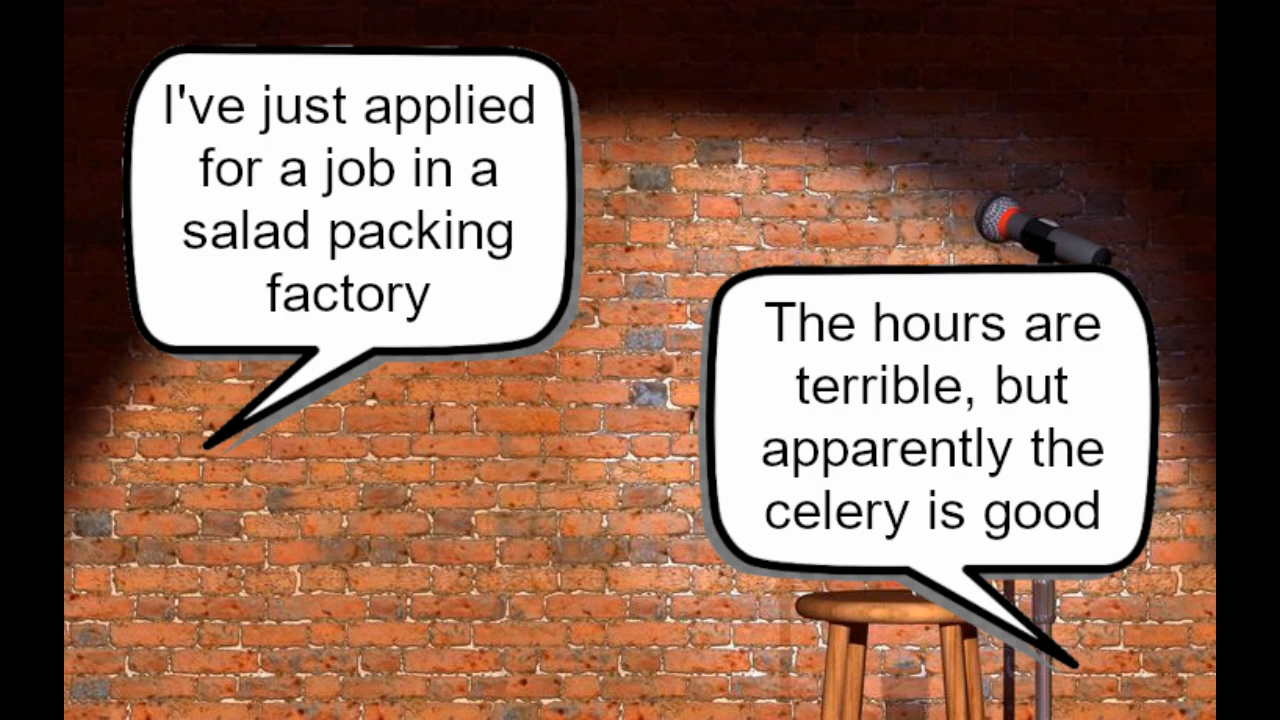 I've just applied
for a job in a
salad packing
factory
The hours are
terrible, but
apparently the
celery is good